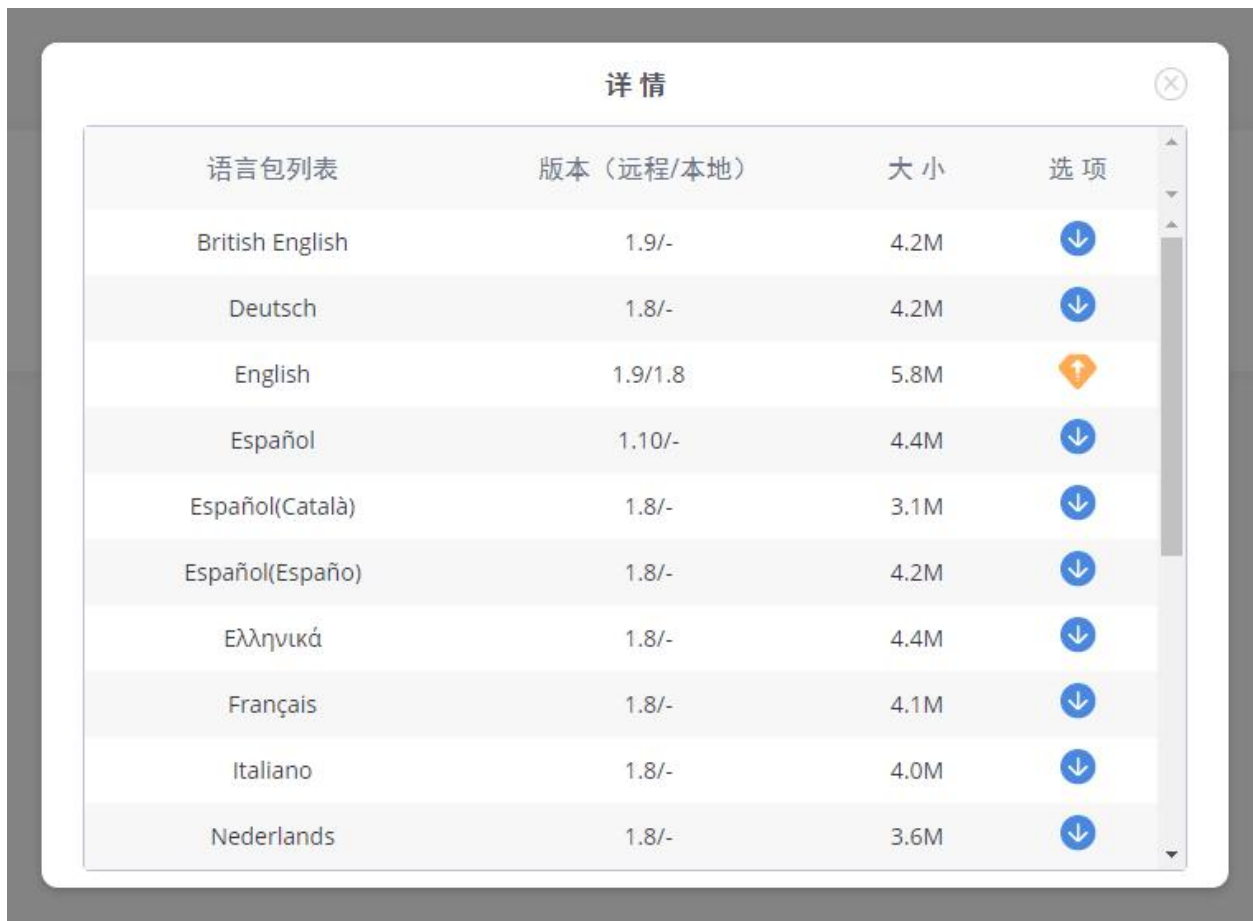 详 情
语言包列表 版本（远程/本地） 大 小 选 项
British English 1.9/- 4.2M
Deutsch 1.8/- 4.2M
English 1.9/1.8 5.8M
Español 1.10/- 4.4M
Español(Català) 1.8/- 3.1M
Español(Españo) 1.8/- 4.2M
Ελληνικά 1.8/- 4.4M
Français 1.8/- 4.1M
Italiano 1.8/- 4.0M
Nederlands 1.8/- 3.6M